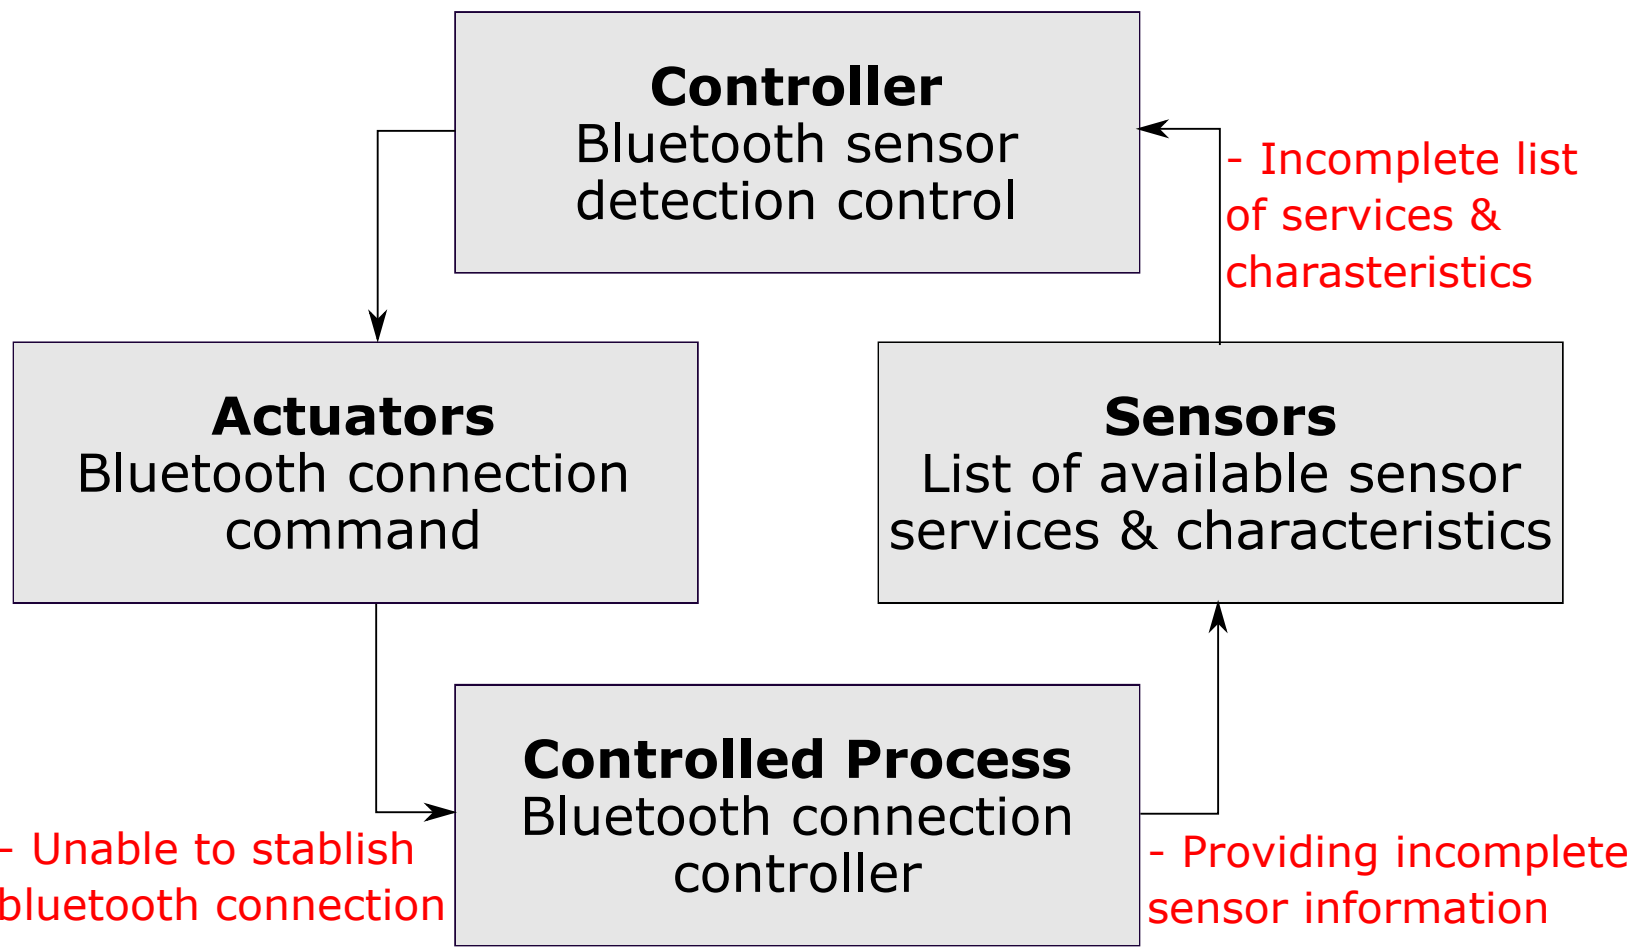 Controller
Bluetooth sensor
detection control
- Incomplete list
of services &
charasteristics
Actuators
Bluetooth connection
command
Sensors
List of available sensor
services & characteristics
Controlled Process
Bluetooth connection
controller
- Unable to stablish
bluetooth connection
- Providing incomplete
sensor information